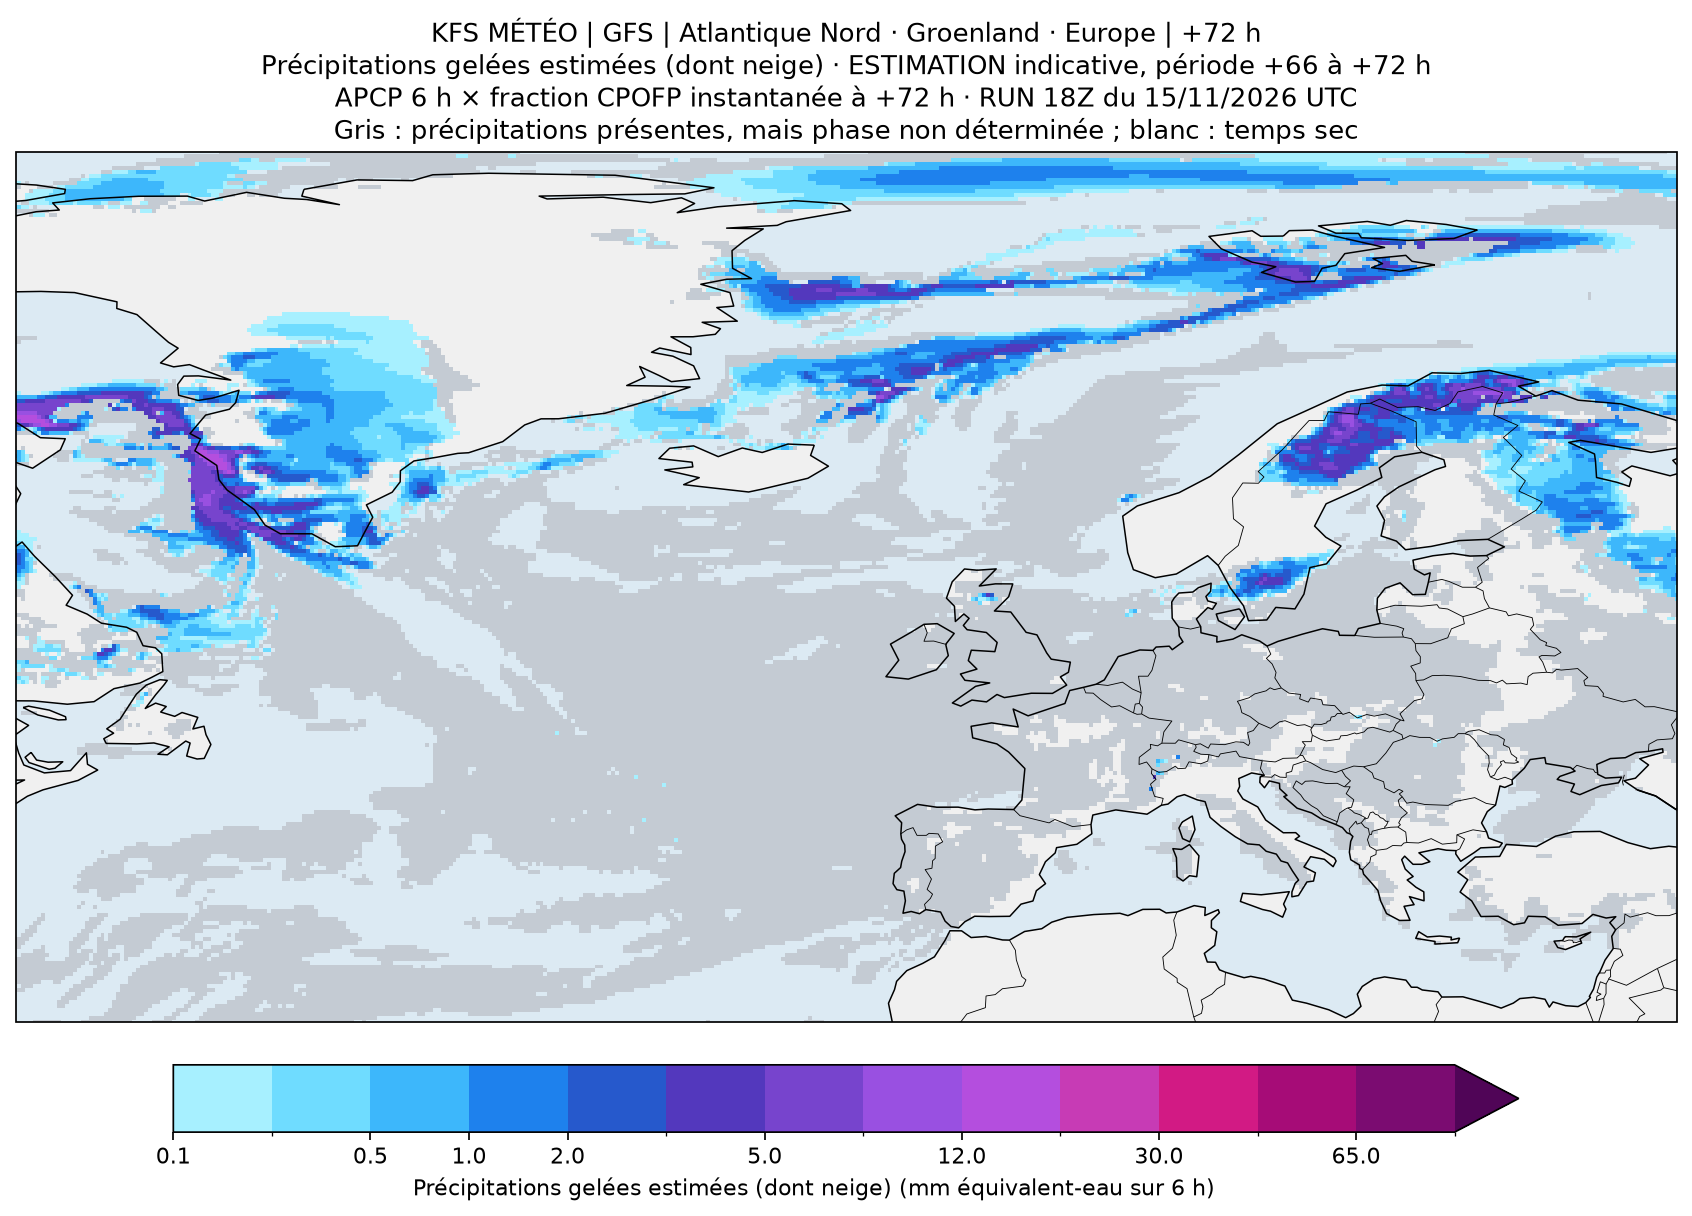 KFS MÉTÉO | GFS | Atlantique Nord · Groenland · Europe | +72 h
Précipitations gelées estimées (dont neige) · ESTIMATION indicative, période +66 à +72 h
APCP 6 h × fraction CPOFP instantanée à +72 h · RUN 18Z du 15/11/2026 UTC
Gris : précipitations présentes, mais phase non déterminée ; blanc : temps sec
0.1 0.5 1.0 2.0 5.0 12.0 30.0 65.0
Précipitations gelées estimées (dont neige) (mm équivalent-eau sur 6 h)